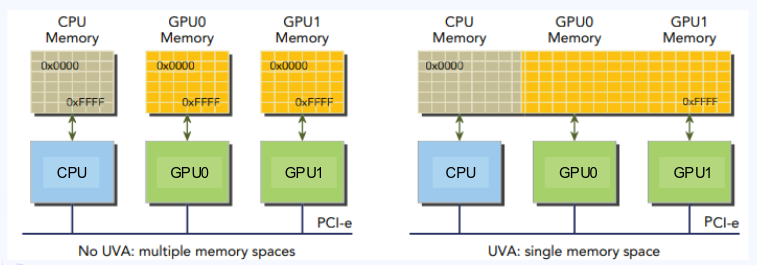 CPU Memory
GPU0 Memory
GPU1 Memory
0x0000
0xFFFF
0x0000
0xFFFF
0x0000
0xFFFF
CPU
GPU0
GPU1
PCI-e
No UVA: multiple memory spaces
CPU Memory
GPU0 Memory
GPU1 Memory
0x0000
0xFFFF
CPU
GPU0
GPU1
PCI-e
UVA: single memory space